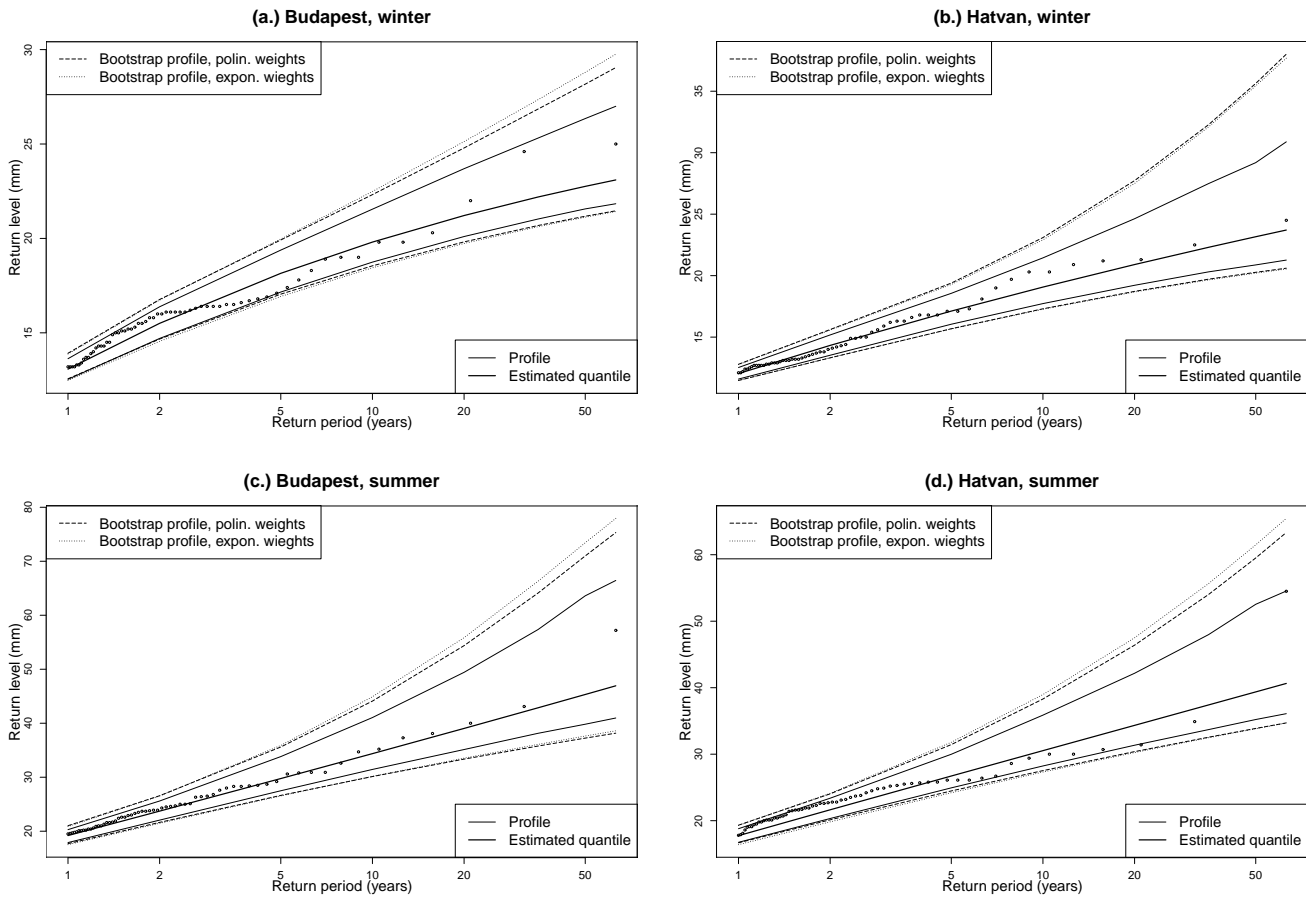 (a.) Budapest, winter
Bootstrap profile, polin. weights
Bootstrap profile, expon. wieghts
Return level (mm)
30
25
20
15
Profile
Estimated quantile
1 2 5 10 20 50
Return period (years)
(b.) Hatvan, winter
Bootstrap profile, polin. weights
Bootstrap profile, expon. wieghts
Return level (mm)
35
30
25
20
15
Profile
Estimated quantile
1 2 5 10 20 50
Return period (years)
(c.) Budapest, summer
Bootstrap profile, polin. weights
Bootstrap profile, expon. wieghts
Return level (mm)
80
70
60
50
40
30
20
Profile
Estimated quantile
1 2 5 10 20 50
Return period (years)
(d.) Hatvan, summer
Bootstrap profile, polin. weights
Bootstrap profile, expon. wieghts
Return level (mm)
60
50
40
30
20
Profile
Estimated quantile
1 2 5 10 20 50
Return period (years)